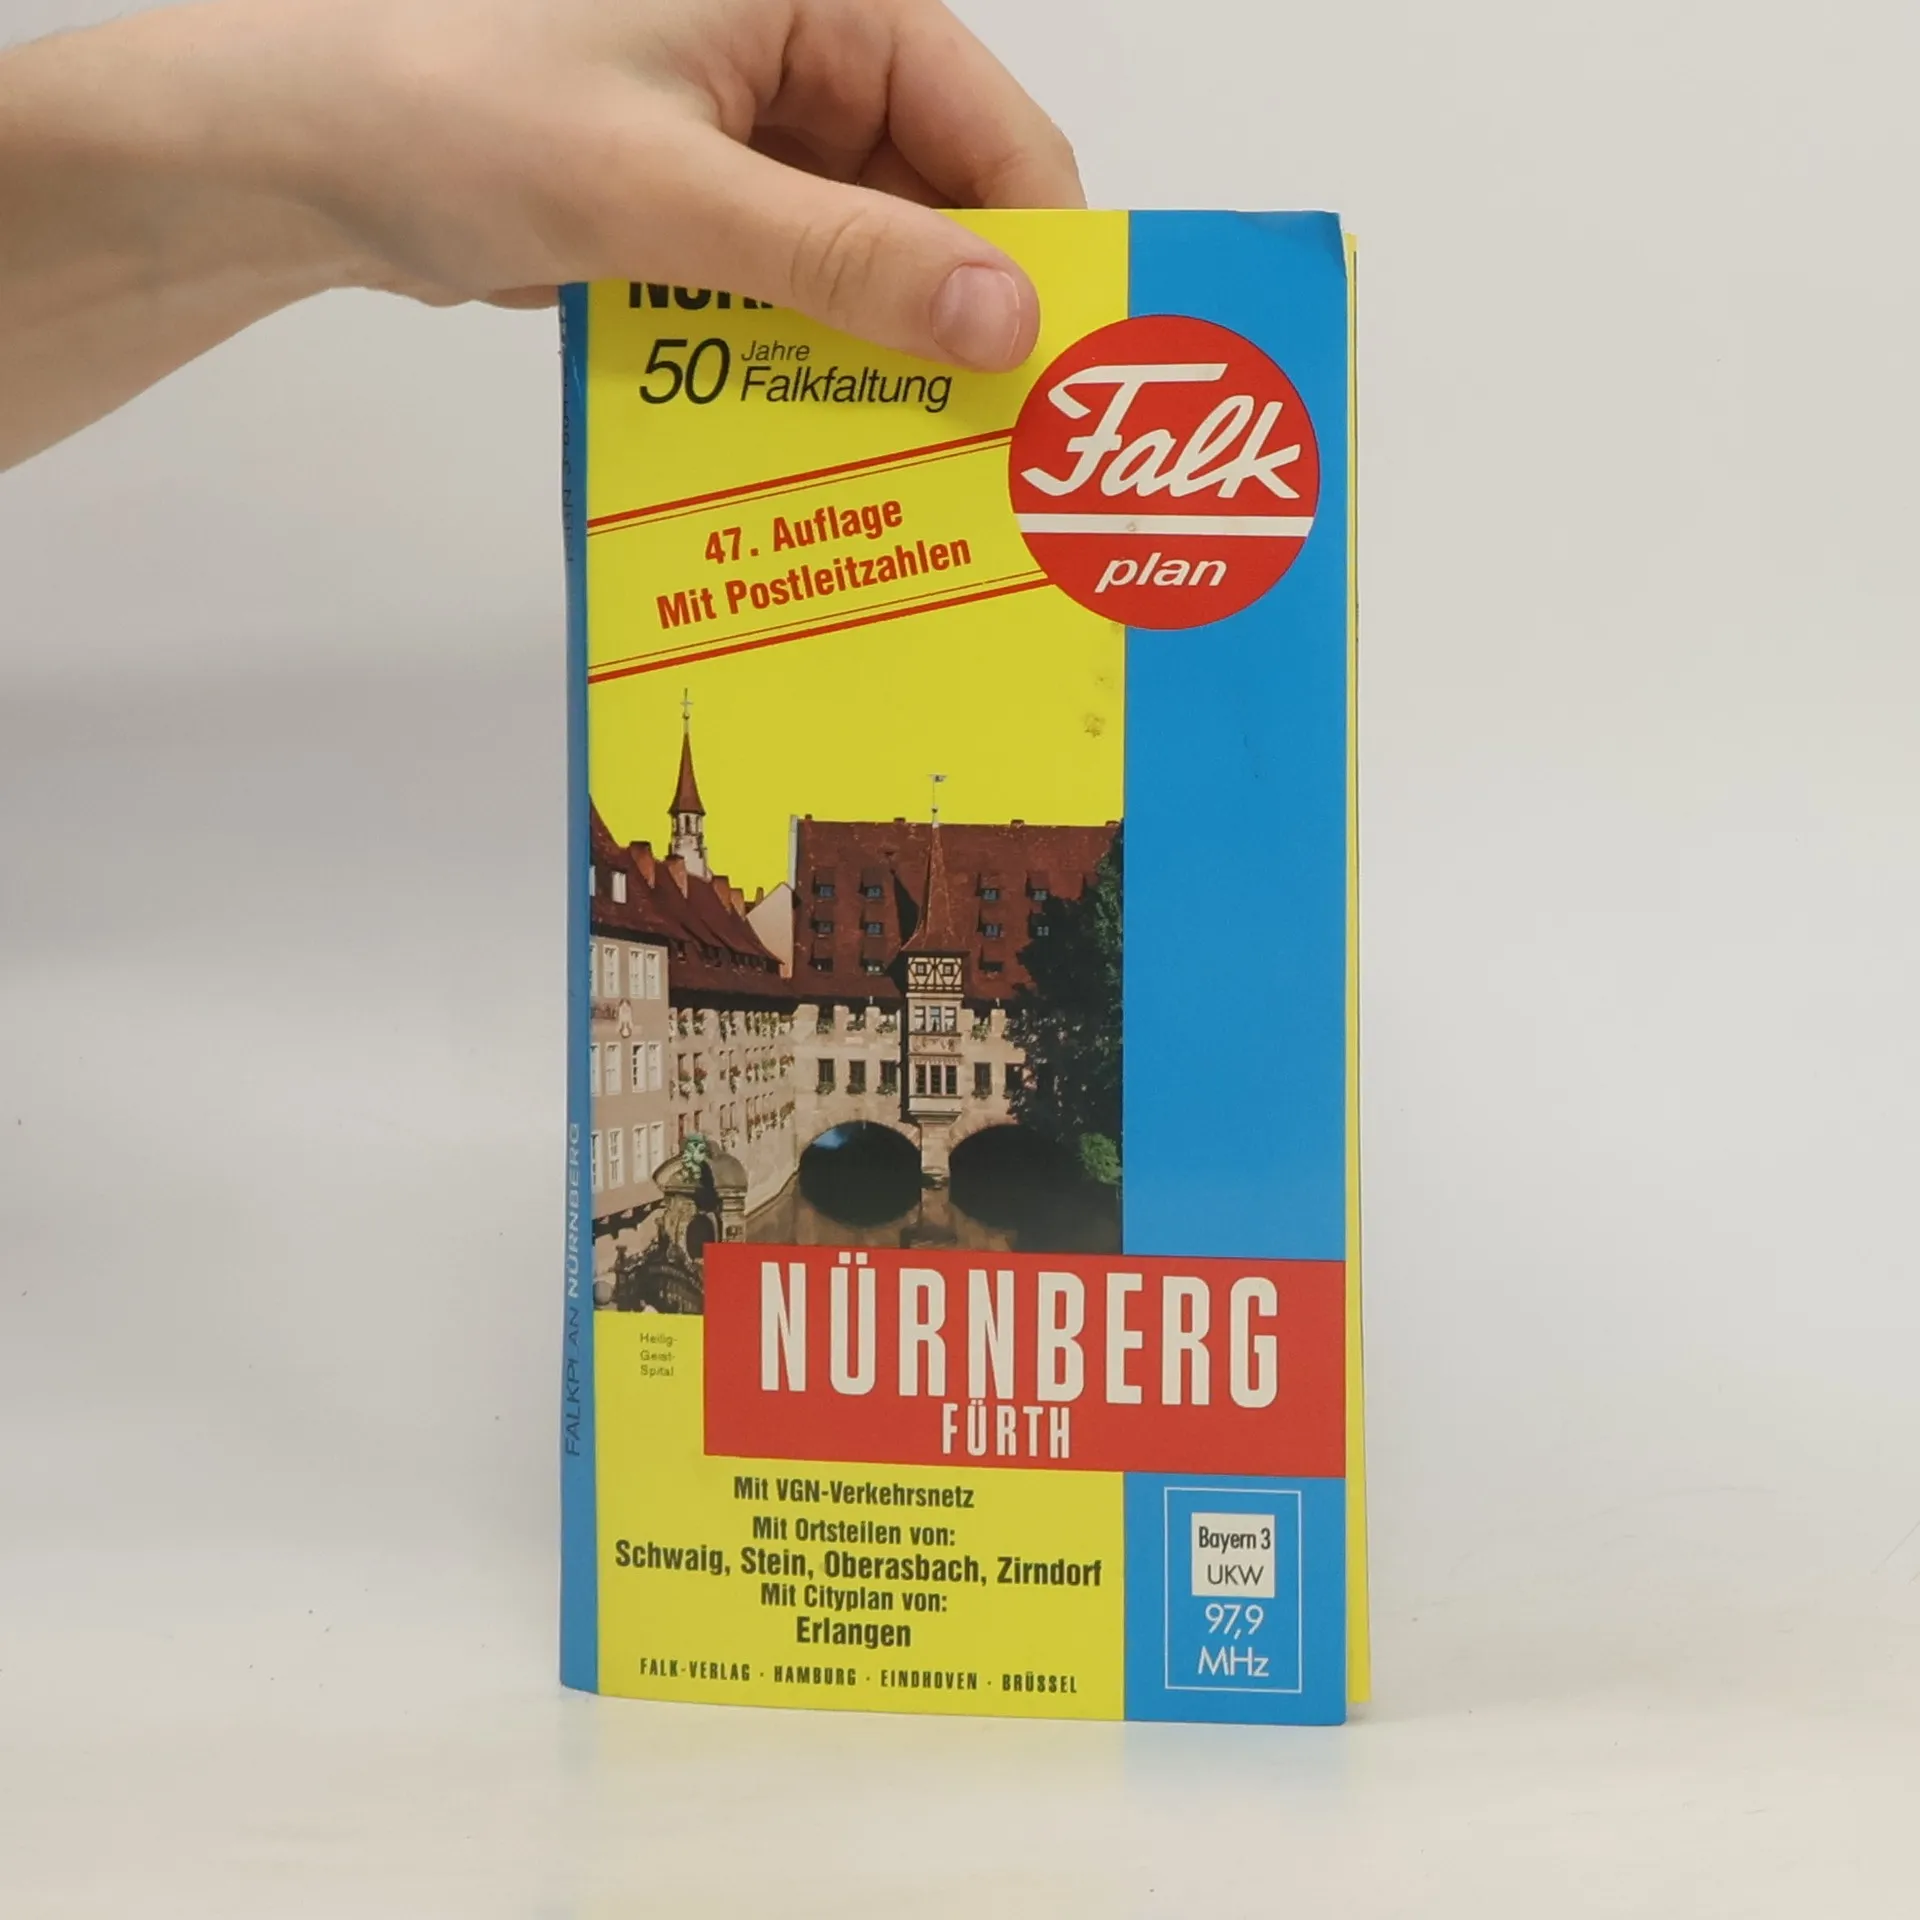 50 Jahre
Falkfaltung
Falk
plan
47. Auflage
Mit Postleitzahlen
Heilig-
Geist-
Spital
NÜRNBERG
FÜRTH
Mit VGN-Verkehrsnetz
Mit Ortsteilen von:
Schwaig, Stein, Oberasbach, Zirndorf
Mit Cityplan von:
Erlangen
FALK-VERLAG · HAMBURG · EINDHOVEN · BRÜSSEL
Bayern 3
UKW
97,9
MHz
FALKPLAN NÜRNBERG